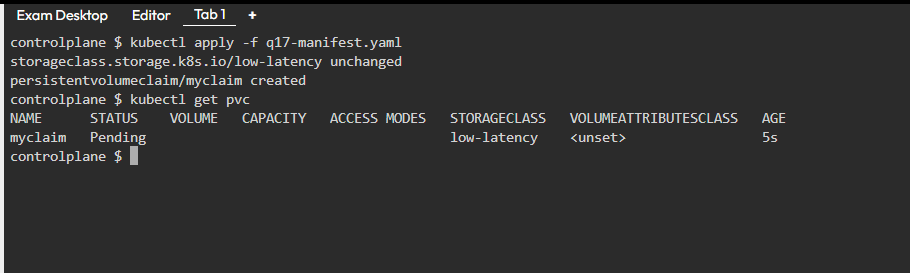 Exam Desktop Editor Tab 1 +
controlplane $ kubectl apply -f q17-manifest.yaml
storageclass.storage.k8s.io/low-latency unchanged
persistentvolumeclaim/myclaim created
controlplane $ kubectl get pvc
NAME STATUS VOLUME CAPACITY ACCESS MODES STORAGECLASS VOLUMEATTRIBUTESCLASS AGE
myclaim Pending low-latency <unset> 5s
controlplane $